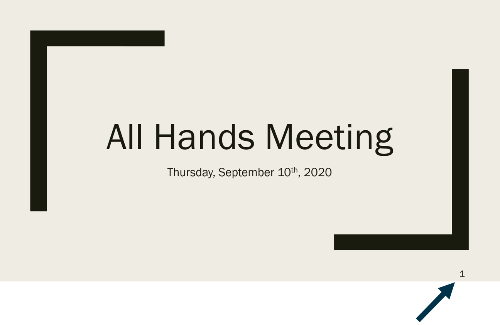 All Hands Meeting
Thursday, September 10th, 2020
1